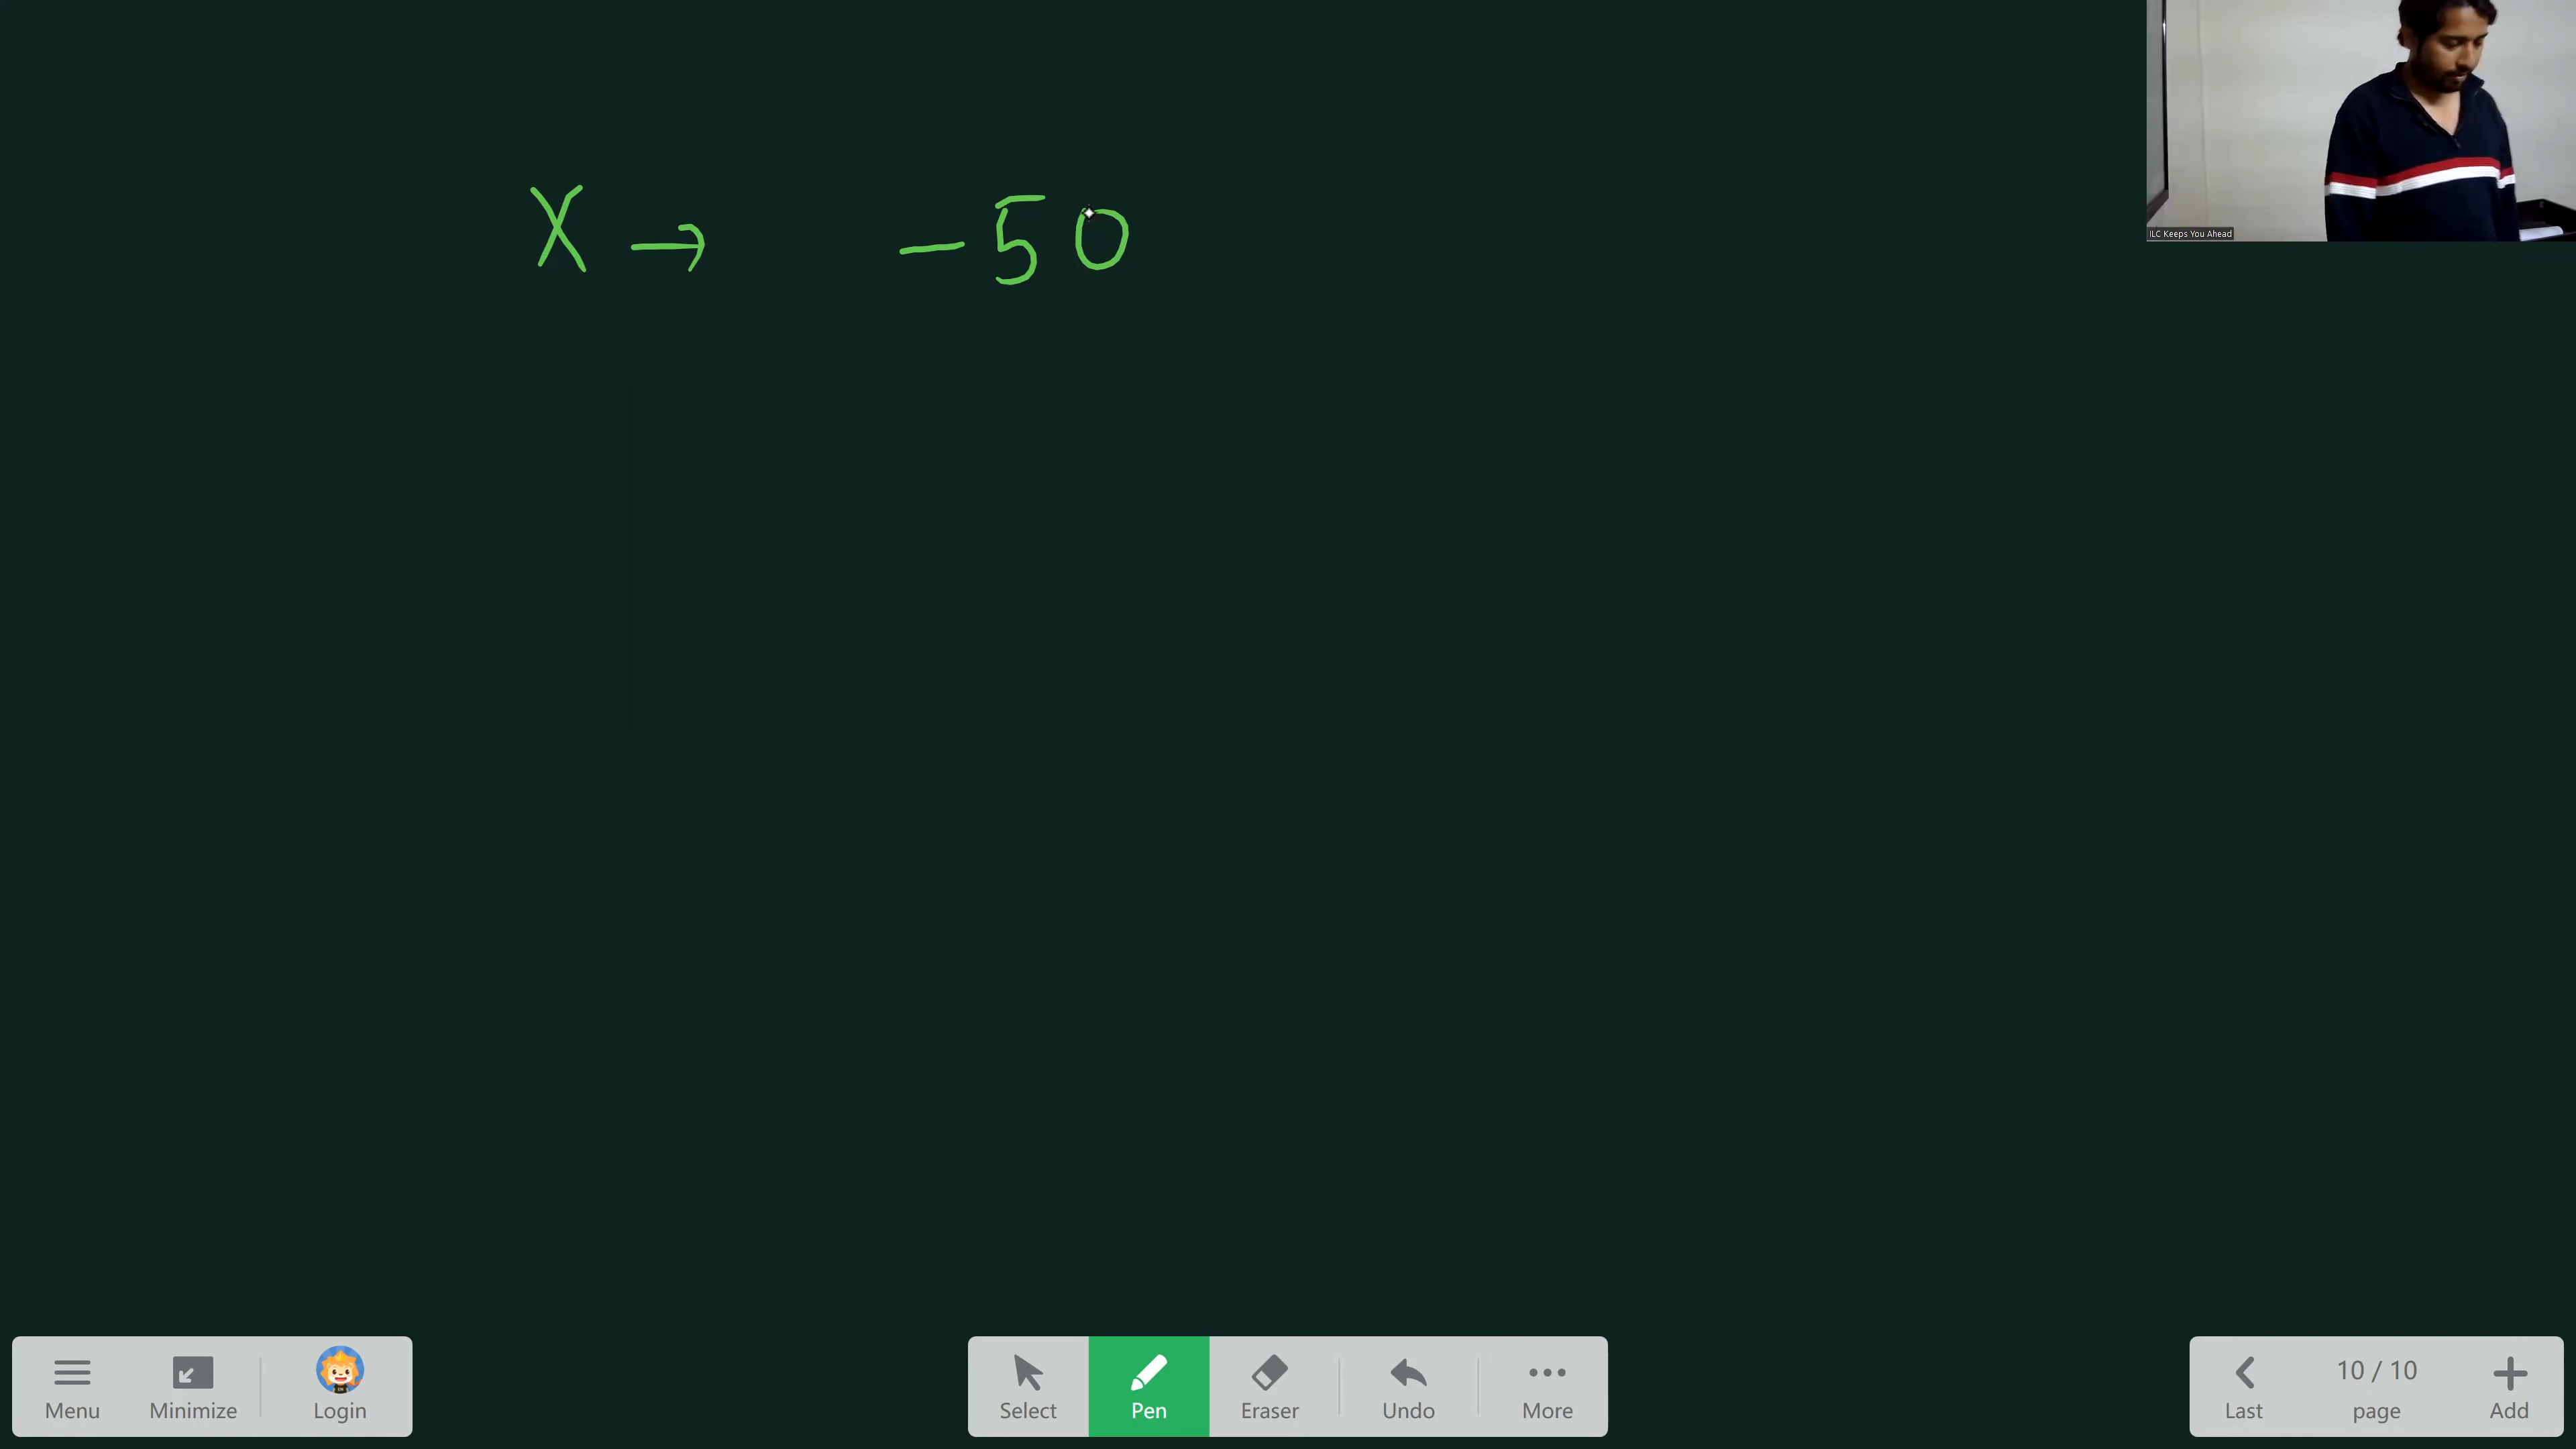 X → -50
ILC Keeps You Ahead
Menu Minimize Login
Select Pen Eraser Undo More
Last 10 / 10 page Add